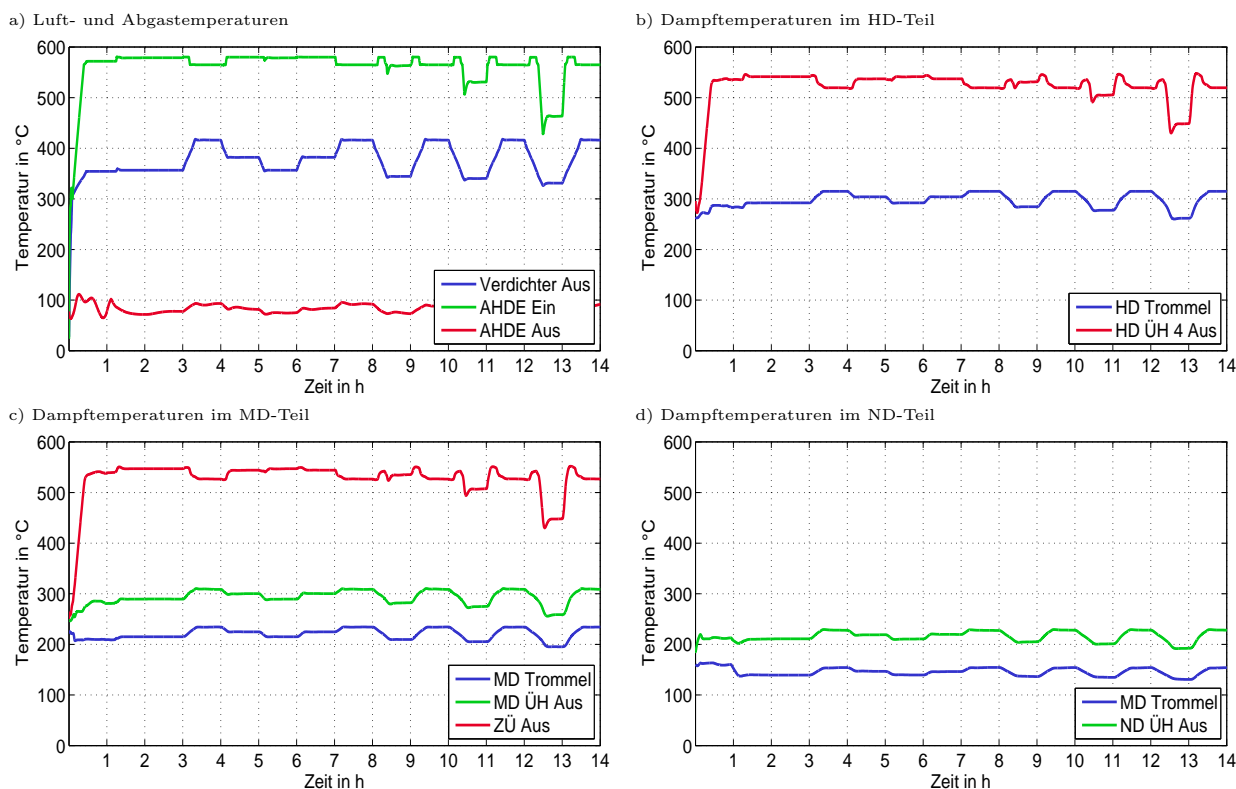 a) Luft- und Abgastemperaturen
600
500
400
300
200
100
0
Temperatur in °C
Verdichter Aus
AHDE Ein
AHDE Aus
1 2 3 4 5 6 7 8 9 10 11 12 13 14
Zeit in h
b) Dampftemperaturen im HD-Teil
600
500
400
300
200
100
0
Temperatur in °C
HD Trommel
HD ÜH 4 Aus
1 2 3 4 5 6 7 8 9 10 11 12 13 14
Zeit in h
c) Dampftemperaturen im MD-Teil
600
500
400
300
200
100
0
Temperatur in °C
MD Trommel
MD ÜH Aus
ZÜ Aus
1 2 3 4 5 6 7 8 9 10 11 12 13 14
Zeit in h
d) Dampftemperaturen im ND-Teil
600
500
400
300
200
100
0
Temperatur in °C
MD Trommel
ND ÜH Aus
1 2 3 4 5 6 7 8 9 10 11 12 13 14
Zeit in h